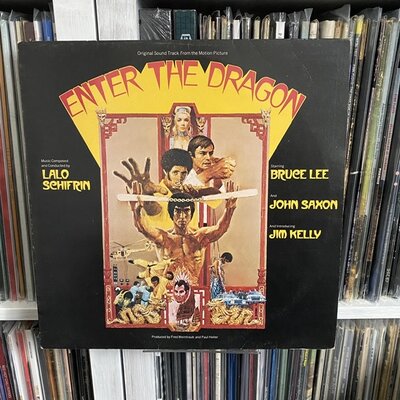 Original Sound Track From the Motion Picture
ENTER THE DRAGON
Music Composed
and Conducted by
LALO
SCHIFRIN
Starring
BRUCE LEE
And
JOHN SAXON
And Introducing
JIM KELLY
Produced by Fred Weintraub and Paul Heller